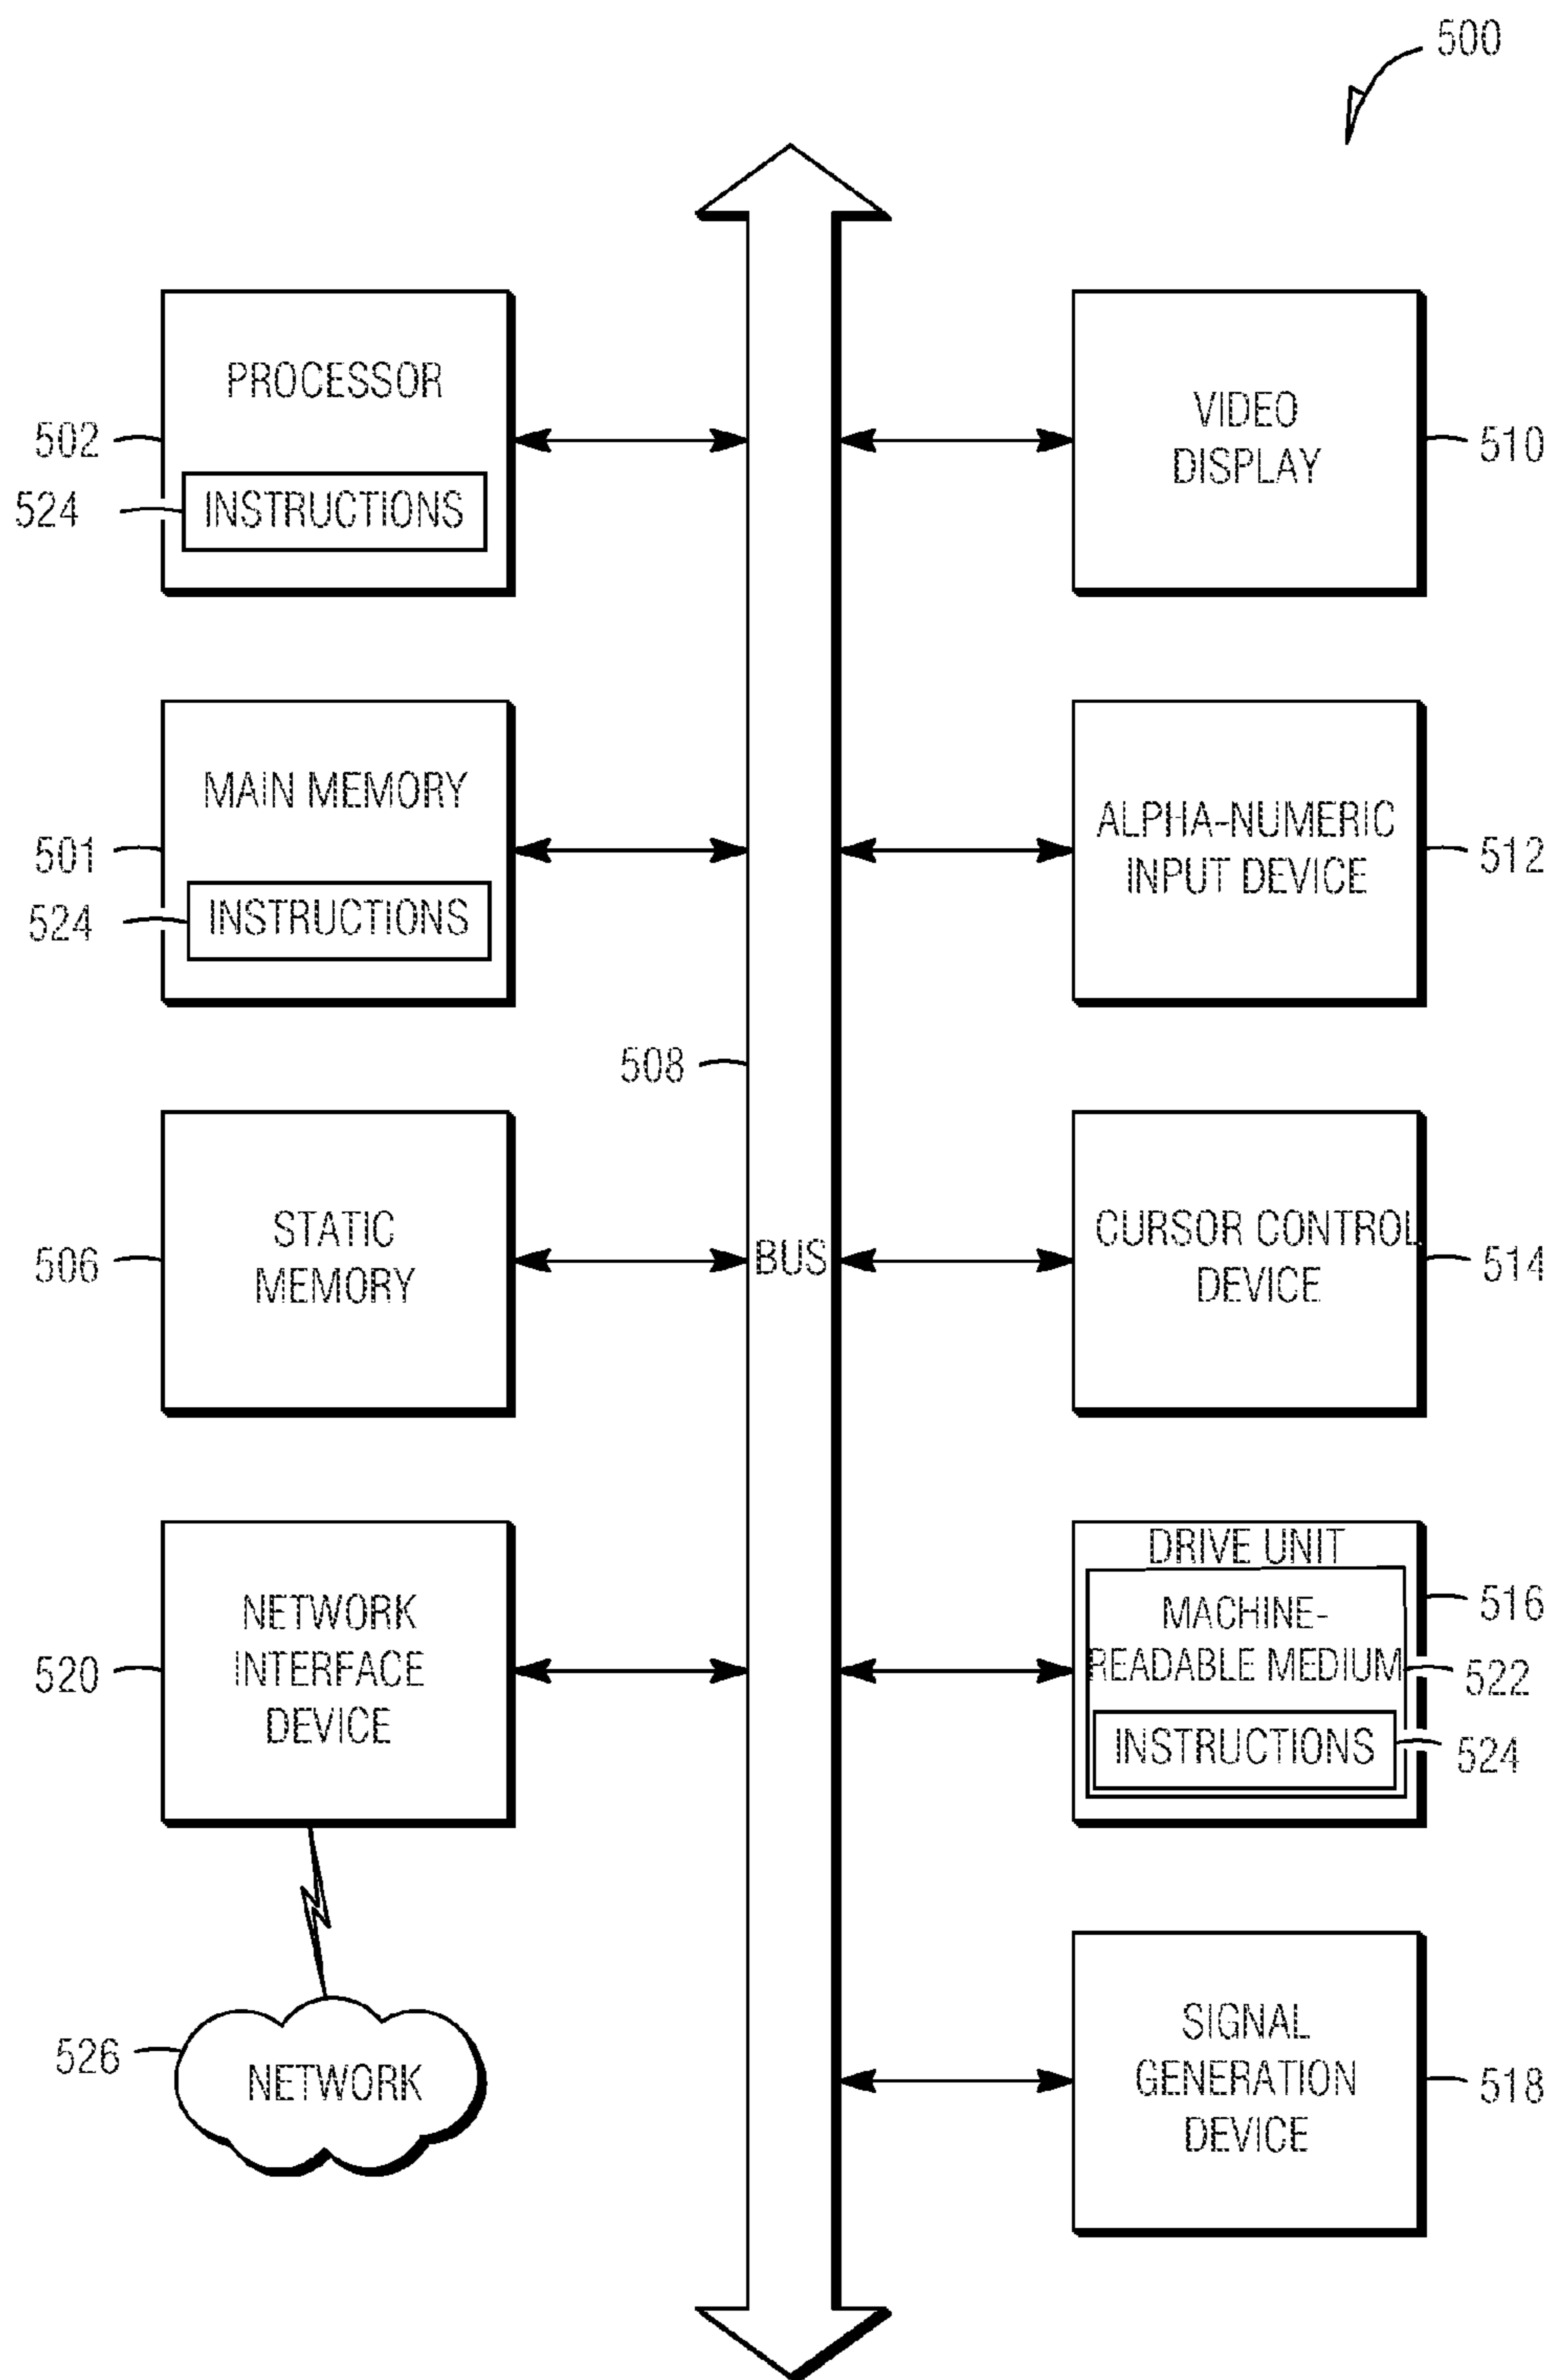 500
PROCESSOR
502
524
INSTRUCTIONS
VIDEO
DISPLAY
510
MAIN MEMORY
501
524
INSTRUCTIONS
ALPHA-NUMERIC
INPUT DEVICE
512
508
STATIC
MEMORY
506
BUS
CURSOR CONTROL
DEVICE
514
NETWORK
INTERFACE
DEVICE
520
DRIVE UNIT
516
MACHINE-
READABLE MEDIUM
522
INSTRUCTIONS
524
526
NETWORK
SIGNAL
GENERATION
DEVICE
518